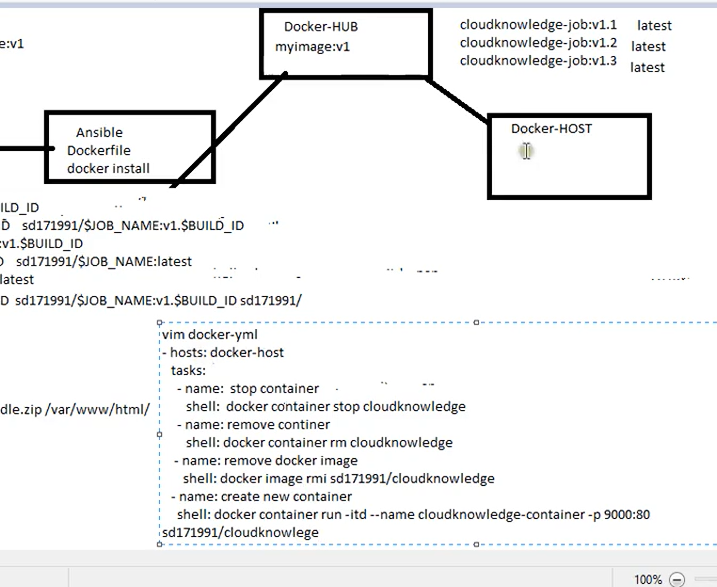 Docker-HUB
myimage:v1
cloudknowledge-job:v1.1 latest
cloudknowledge-job:v1.2 latest
cloudknowledge-job:v1.3 latest
e:v1
Ansible
Dockerfile
docker install
Docker-HOST
ILD_ID
D sd171991/$JOB_NAME:v1.$BUILD_ID
:v1.$BUILD_ID
D sd171991/$JOB_NAME:latest
latest
D sd171991/$JOB_NAME:v1.$BUILD_ID sd171991/
dle.zip /var/www/html/
vim docker-yml
- hosts: docker-host
tasks:
- name: stop container
shell: docker container stop cloudknowledge
- name: remove continer
shell: docker container rm cloudknowledge
- name: remove docker image
shell: docker image rmi sd171991/cloudknowledge
- name: create new container
shell: docker container run -itd --name cloudknowledge-container -p 9000:80
sd171991/cloudknowlege
100%